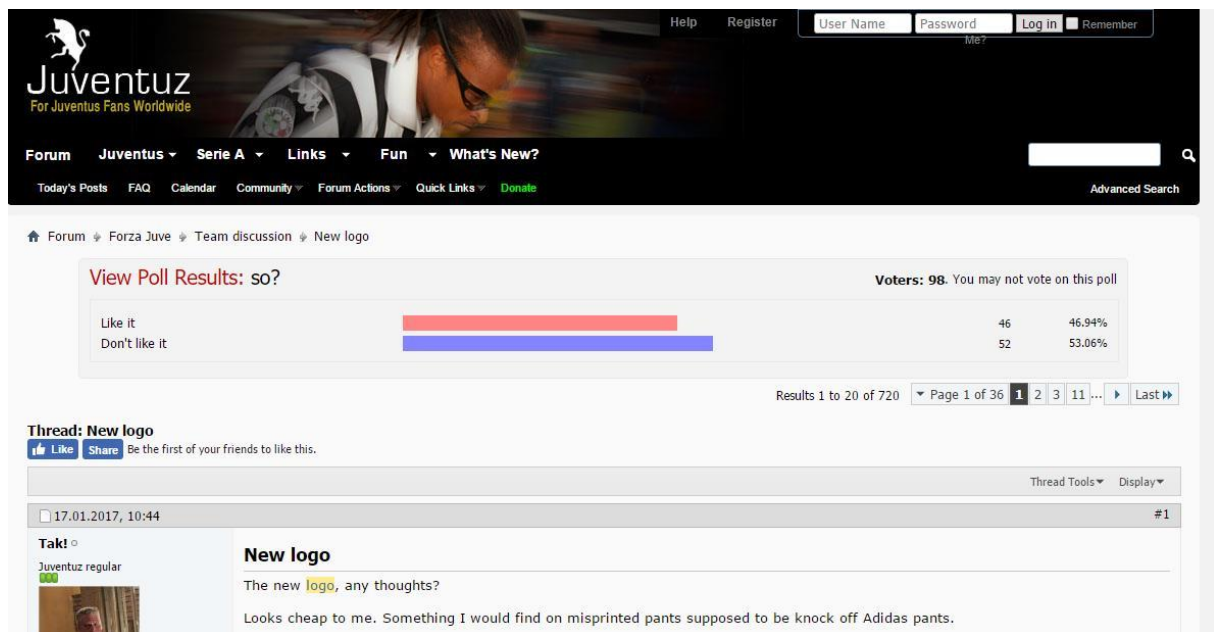 Help Register User Name Password Log in Remember Me?
Juventuz
For Juventus Fans Worldwide
Forum Juventus Serie A Links Fun What's New?
Today's Posts FAQ Calendar Community Forum Actions Quick Links Donate Advanced Search
Forum Forza Juve Team discussion New logo
View Poll Results: so? Voters: 98. You may not vote on this poll
Like it 46 46.94%
Don't like it 52 53.06%
Results 1 to 20 of 720 Page 1 of 36 1 2 3 11 ... Last
Thread: New logo
Like Share Be the first of your friends to like this.
Thread Tools Display
17.01.2017, 10:44 #1
Tak!
Juventuz regular
New logo
The new logo, any thoughts?
Looks cheap to me. Something I would find on misprinted pants supposed to be knock off Adidas pants.